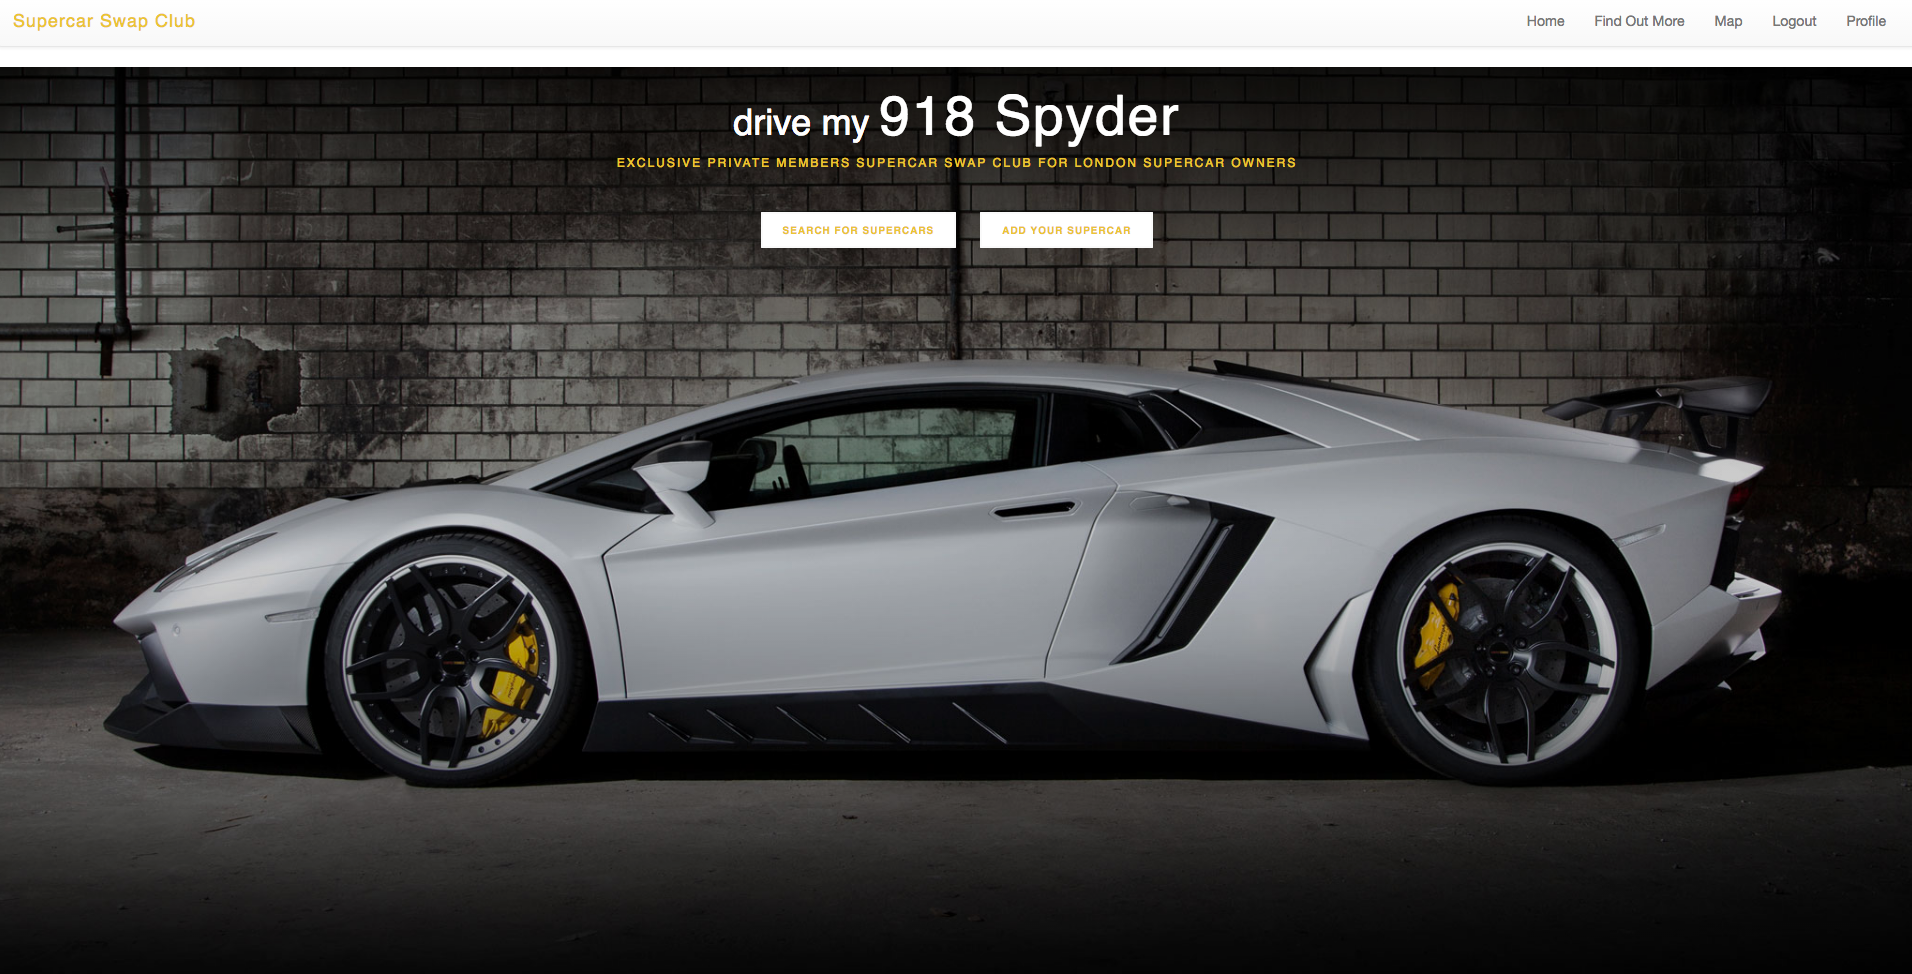 Supercar Swap Club
Home Find Out More Map Logout Profile
drive my 918 Spyder
EXCLUSIVE PRIVATE MEMBERS SUPERCAR SWAP CLUB FOR LONDON SUPERCAR OWNERS
SEARCH FOR SUPERCARS ADD YOUR SUPERCAR